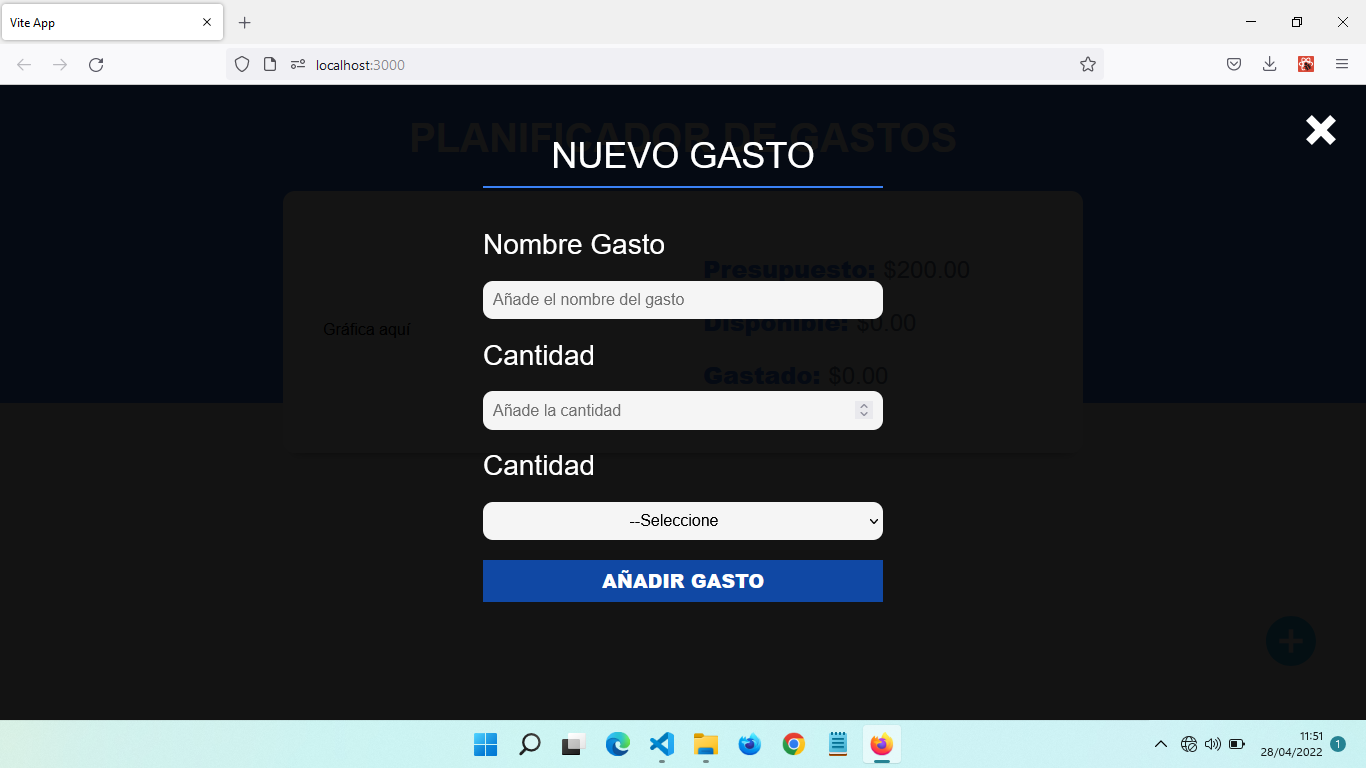 Vite App
localhost:3000
PLANIFICADOR DE GASTOS
NUEVO GASTO
Nombre Gasto
Presupuesto: $200.00
Añade el nombre del gasto
Disponible: $0.00
Gráfica aquí
Cantidad
Gastado: $0.00
Añade la cantidad
Cantidad
--Seleccione
AÑADIR GASTO
11:51
28/04/2022
1